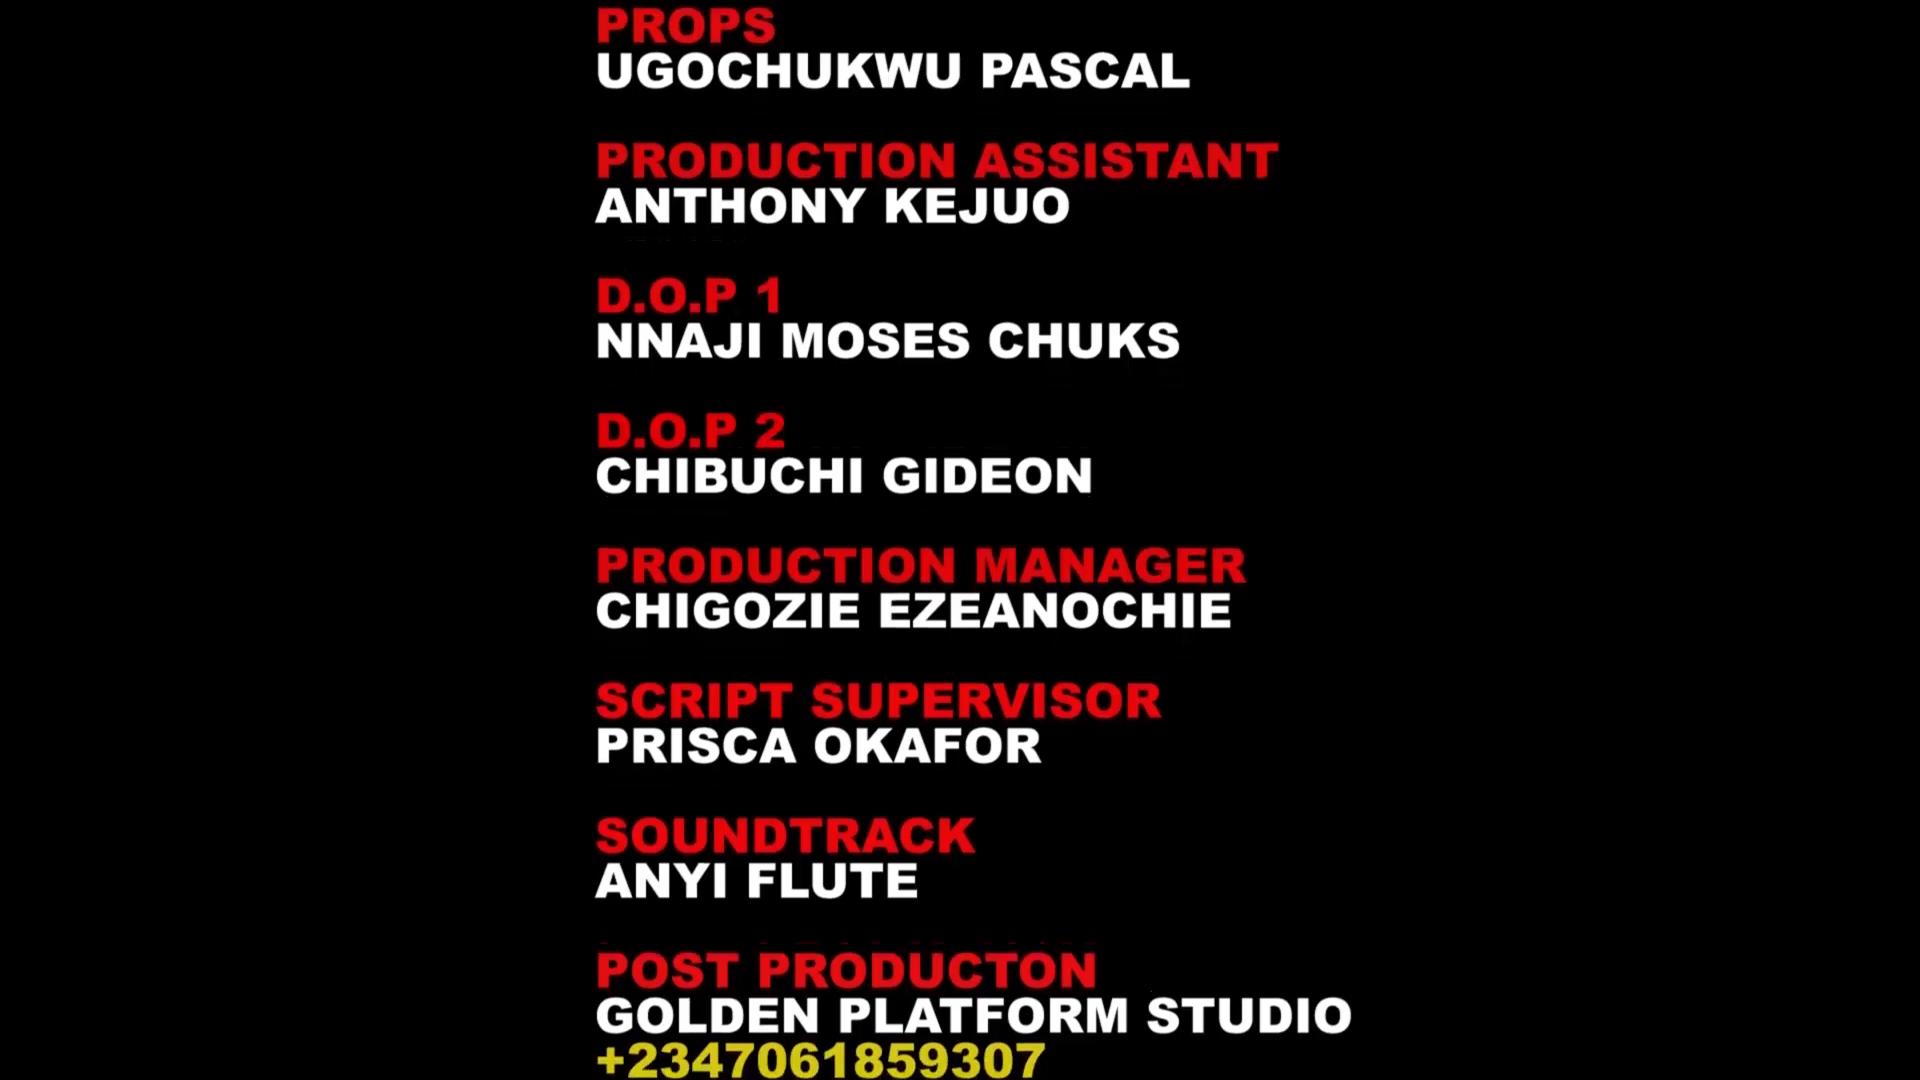 PROPS
UGOCHUKWU PASCAL
PRODUCTION ASSISTANT
ANTHONY KEJUO
D.O.P 1
NNAJI MOSES CHUKS
D.O.P 2
CHIBUCHI GIDEON
PRODUCTION MANAGER
CHIGOZIE EZEANOCHIE
SCRIPT SUPERVISOR
PRISCA OKAFOR
SOUNDTRACK
ANYI FLUTE
POST PRODUCTON
GOLDEN PLATFORM STUDIO
+2347061859307